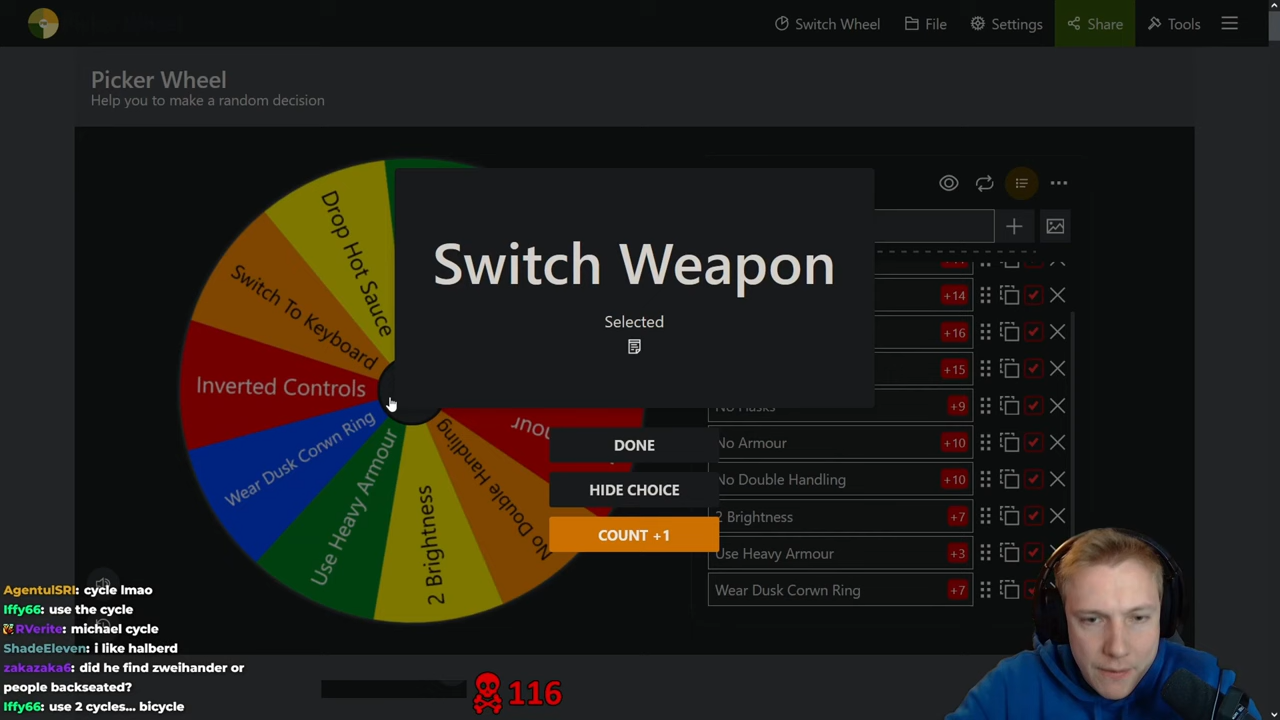 Switch Wheel
File
Settings
Share
Tools
Picker Wheel
Help you to make a random decision
Drop Hot Sauce
Switch To Keyboard
Inverted Controls
Wear Dusk Corwn Ring
Use Heavy Armour
2 Brightness
No Double Handling
our
Switch Weapon
Selected
DONE
HIDE CHOICE
COUNT +1
+14
+16
+15
+9
No Armour
+10
No Double Handling
+10
2 Brightness
+7
Use Heavy Armour
+3
Wear Dusk Corwn Ring
+7
AgentulSRI: cycle lmao
Iffy66: use the cycle
RVerite: michael cycle
ShadeEleven: i like halberd
zakazaka6: did he find zweihander or
people backseated?
Iffy66: use 2 cycles... bicycle
116